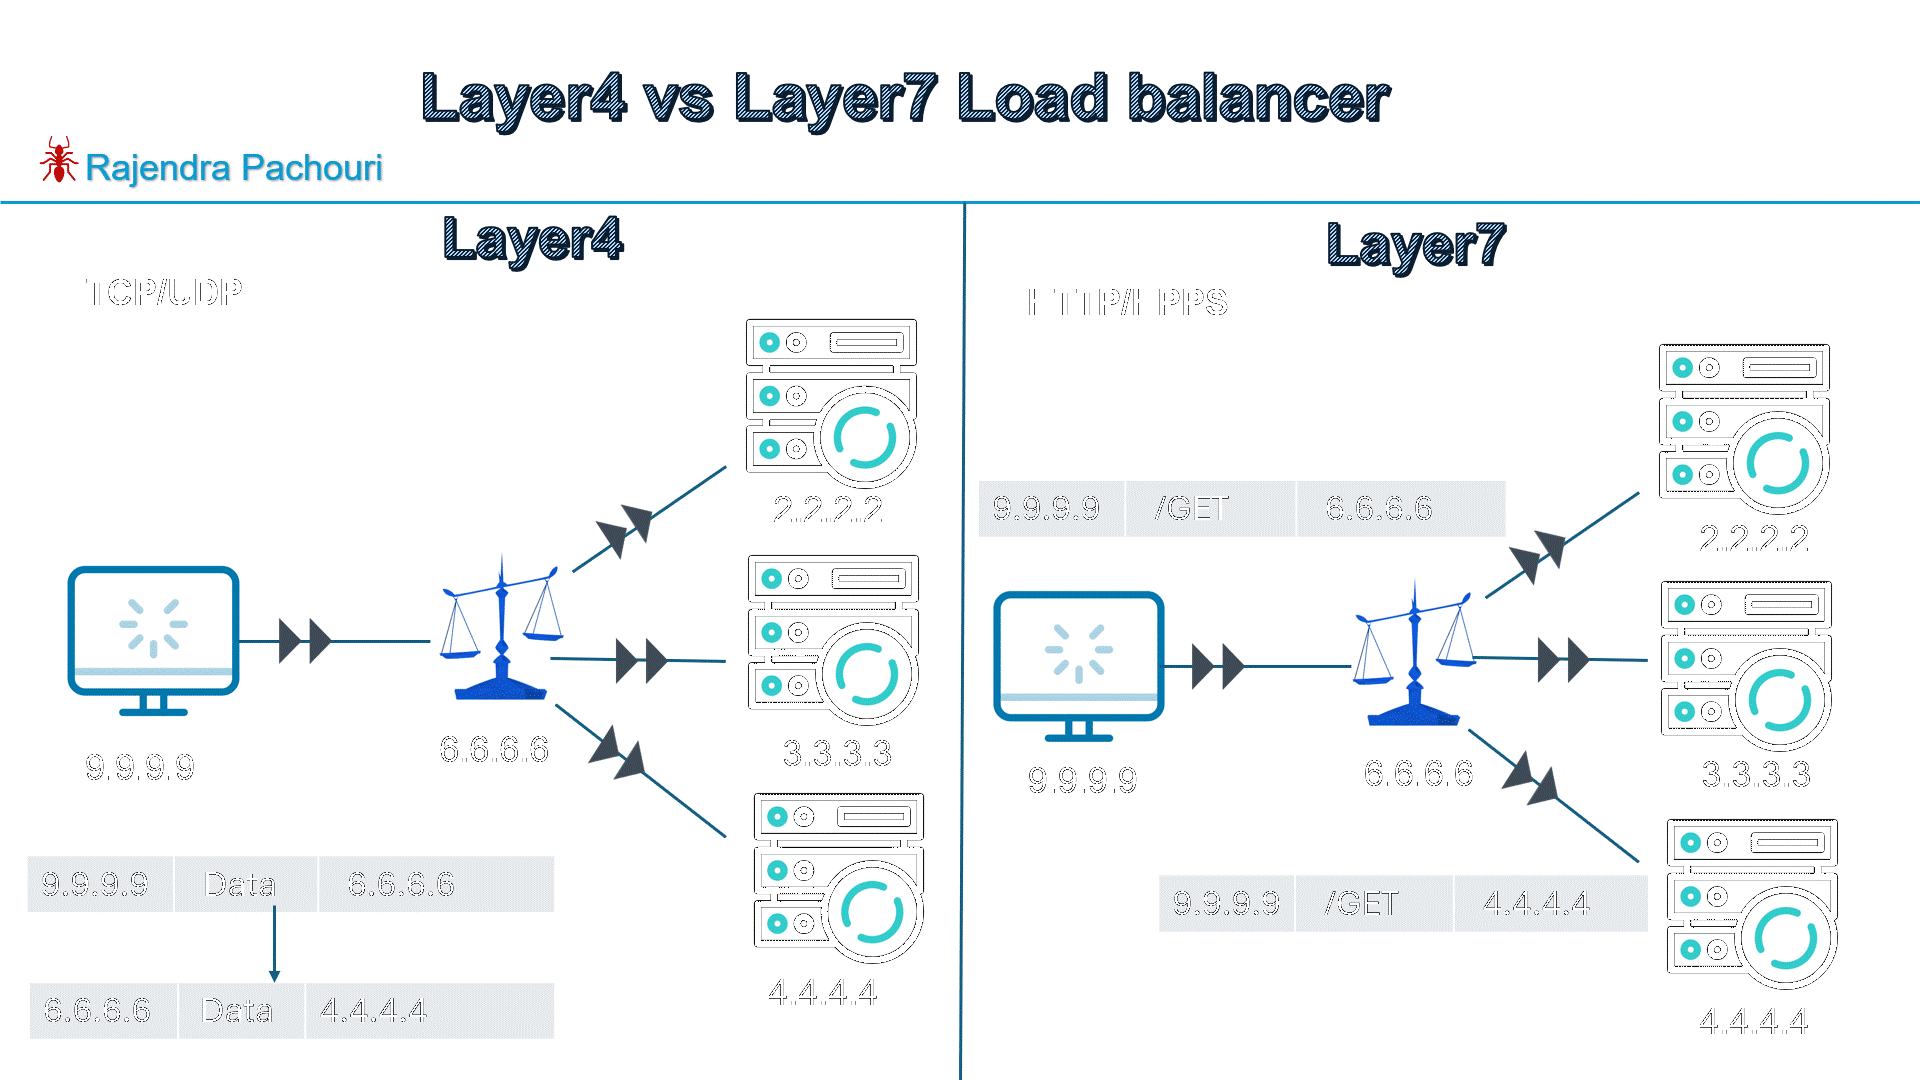 Layer4 vs Layer7 Load balancer
Rajendra Pachouri
Layer4
TCP/UDP
2.2.2.2
9.9.9.9
6.6.6.6
3.3.3.3
9.9.9.9 Data 6.6.6.6
6.6.6.6 Data 4.4.4.4
4.4.4.4
Layer7
HTTP/HPPS
9.9.9.9 /GET 6.6.6.6
2.2.2.2
9.9.9.9
6.6.6.6
3.3.3.3
9.9.9.9 /GET 4.4.4.4
4.4.4.4